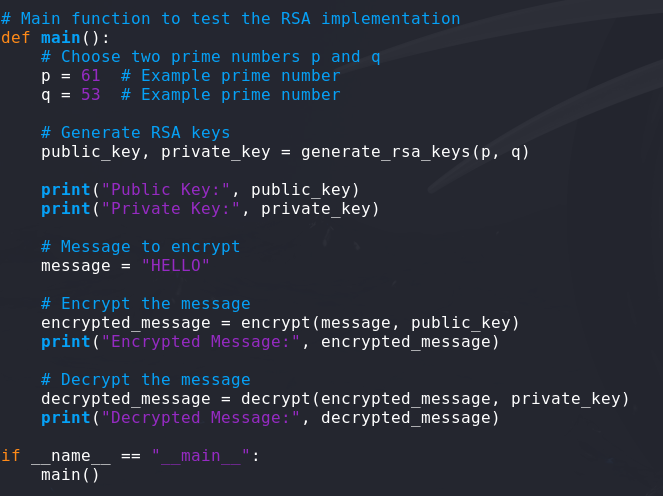 # Main function to test the RSA implementation
def main():
    # Choose two prime numbers p and q
    p = 61  # Example prime number
    q = 53  # Example prime number

    # Generate RSA keys
    public_key, private_key = generate_rsa_keys(p, q)

    print("Public Key:", public_key)
    print("Private Key:", private_key)

    # Message to encrypt
    message = "HELLO"

    # Encrypt the message
    encrypted_message = encrypt(message, public_key)
    print("Encrypted Message:", encrypted_message)

    # Decrypt the message
    decrypted_message = decrypt(encrypted_message, private_key)
    print("Decrypted Message:", decrypted_message)

if __name__ == "__main__":
    main()